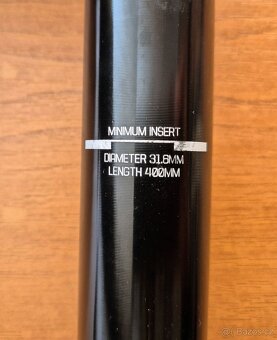 MINIMUM INSERT
DIAMETER 31.6MM
LENGTH 400MM